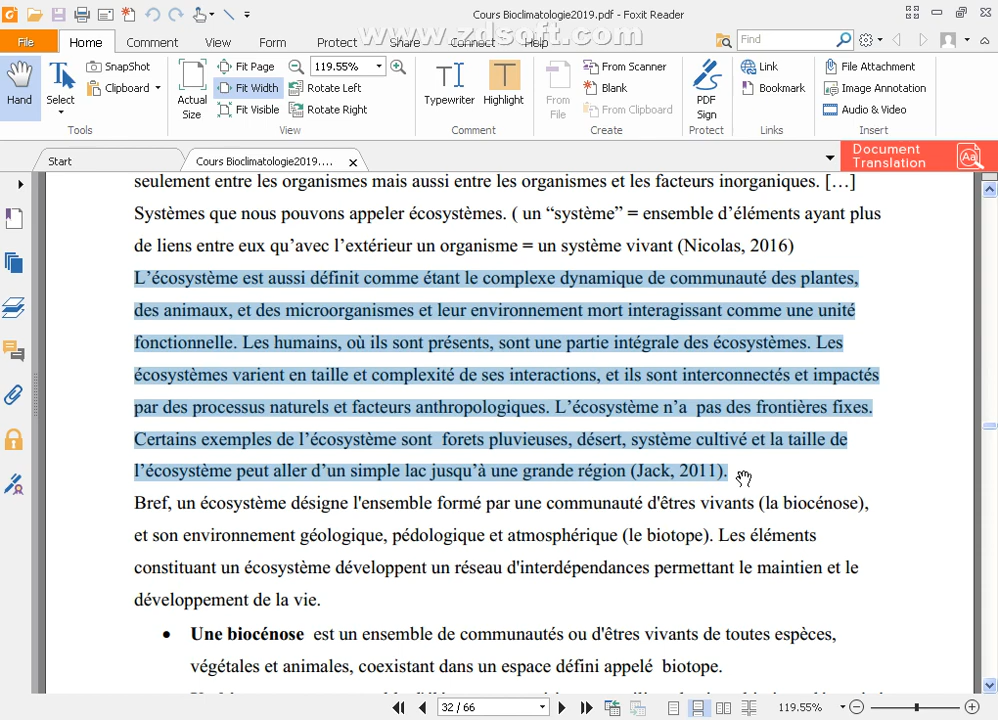 Cours Bioclimatologie2019.pdf - Foxit Reader
www.zdsoft.com
File Home Comment View Form Protect Share Connect Help Find
Hand Select SnapShot Clipboard Actual Size Fit Page Fit Width Fit Visible 119.55% Rotate Left Rotate Right Typewriter Highlight From File From Scanner Blank From Clipboard PDF Sign Link Bookmark File Attachment Image Annotation Audio & Video
Tools View Comment Create Protect Links Insert
Start Cours Bioclimatologie2019.... Document Translation
seulement entre les organismes mais aussi entre les organismes et les facteurs inorganiques. […]
Systèmes que nous pouvons appeler écosystèmes. ( un “système” = ensemble d’éléments ayant plus
de liens entre eux qu’avec l’extérieur un organisme = un système vivant (Nicolas, 2016)
L’écosystème est aussi définit comme étant le complexe dynamique de communauté des plantes,
des animaux, et des microorganismes et leur environnement mort interagissant comme une unité
fonctionnelle. Les humains, où ils sont présents, sont une partie intégrale des écosystèmes. Les
écosystèmes varient en taille et complexité de ses interactions, et ils sont interconnectés et impactés
par des processus naturels et facteurs anthropologiques. L’écosystème n’a pas des frontières fixes.
Certains exemples de l’écosystème sont forets pluvieuses, désert, système cultivé et la taille de
l’écosystème peut aller d’un simple lac jusqu’à une grande région (Jack, 2011).
Bref, un écosystème désigne l'ensemble formé par une communauté d'êtres vivants (la biocénose),
et son environnement géologique, pédologique et atmosphérique (le biotope). Les éléments
constituant un écosystème développent un réseau d'interdépendances permettant le maintien et le
développement de la vie.
• Une biocénose est un ensemble de communautés ou d'êtres vivants de toutes espèces,
végétales et animales, coexistant dans un espace défini appelé biotope.
32 / 66 119.55%